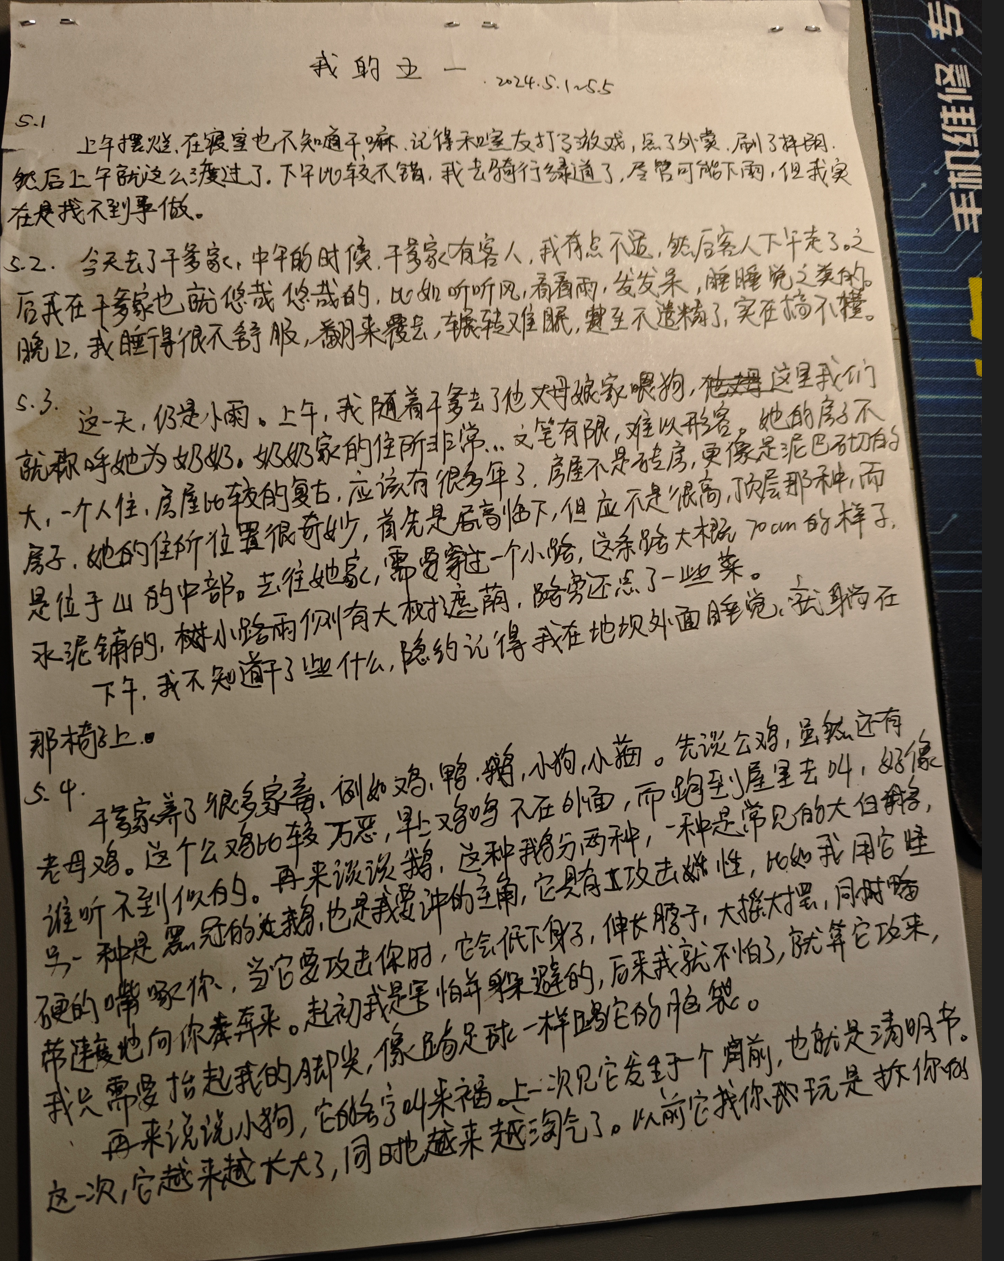 我的五一 2024.5.1~5.5
5.1
上午摆烂,在寝室也不知道干嘛,记得和室友打了游戏,点了外卖,刷了抖音.
然后上午就这么度过了.下午比较不错,我去骑行绿道了,尽管可能下雨,但我实
在是找不到事做。
5.2. 今天去了干爹家,中午的时候,干爹家有客人,我有点不适,然后客人下午走了。之
后我在干爹家也就悠哉悠哉的,比如听听风,看看雨,发发呆,睡睡觉之类的。
晚上,我睡得很不舒服,翻来覆去,辗转难眠,甚至不遗精了,实在搞不懂。
5.3.
这一天,仍是小雨。上午,我随着干爹去了他丈母娘家喂狗,这里我们
就称呼她为奶奶。奶奶家的住所非常...文笔有限,难以形容。她的房子不
大,一个人住,房屋比较的复古,应该有很多年了,房屋不是砖房,更像是泥巴砌的
房子,她的住所位置很奇妙,首先是居高临下,但应不是很高,顶层那种,而
是位于山的中部。去往她家,需要穿过一个小路,这条路大概70cm的样子,
水泥铺的,小路两侧有大树遮荫,路旁还点了一些菜。
下午,我不知道干了些什么,隐约记得我在地坝外面睡觉,就躺在
那椅子上.
5.4.
干爹家养了很多家畜,例如鸡,鸭,鹅,小狗,小猫。先谈公鸡,虽然还有
老母鸡。这个公鸡比较万恶,早上鸡鸣不在外面,而跑到屋里去叫,好像
谁听不到似的。再来谈谈鹅,这种鹅分两种,一种是常见的大白鹅,
另一种是黑冠的鹅,也是我要讲的主角,它具有攻击性,比如我用它怪
硬的嘴啄你,当它要攻击你时,它会低下身子,伸长脖子,大摇大摆,同时略
带速度地向你奔来。起初我是害怕并躲避的,后来我就不怕了,就算它攻来,
我只需要抬起我的脚尖,像踢足球一样踢它的脑袋。
再来说说小狗,它的名字叫来福。上一次见它发生于一个月前,也就是清明节。
这一次,它越来越长大了,同时也越来越淘气了。以前它找你玩是扒你的